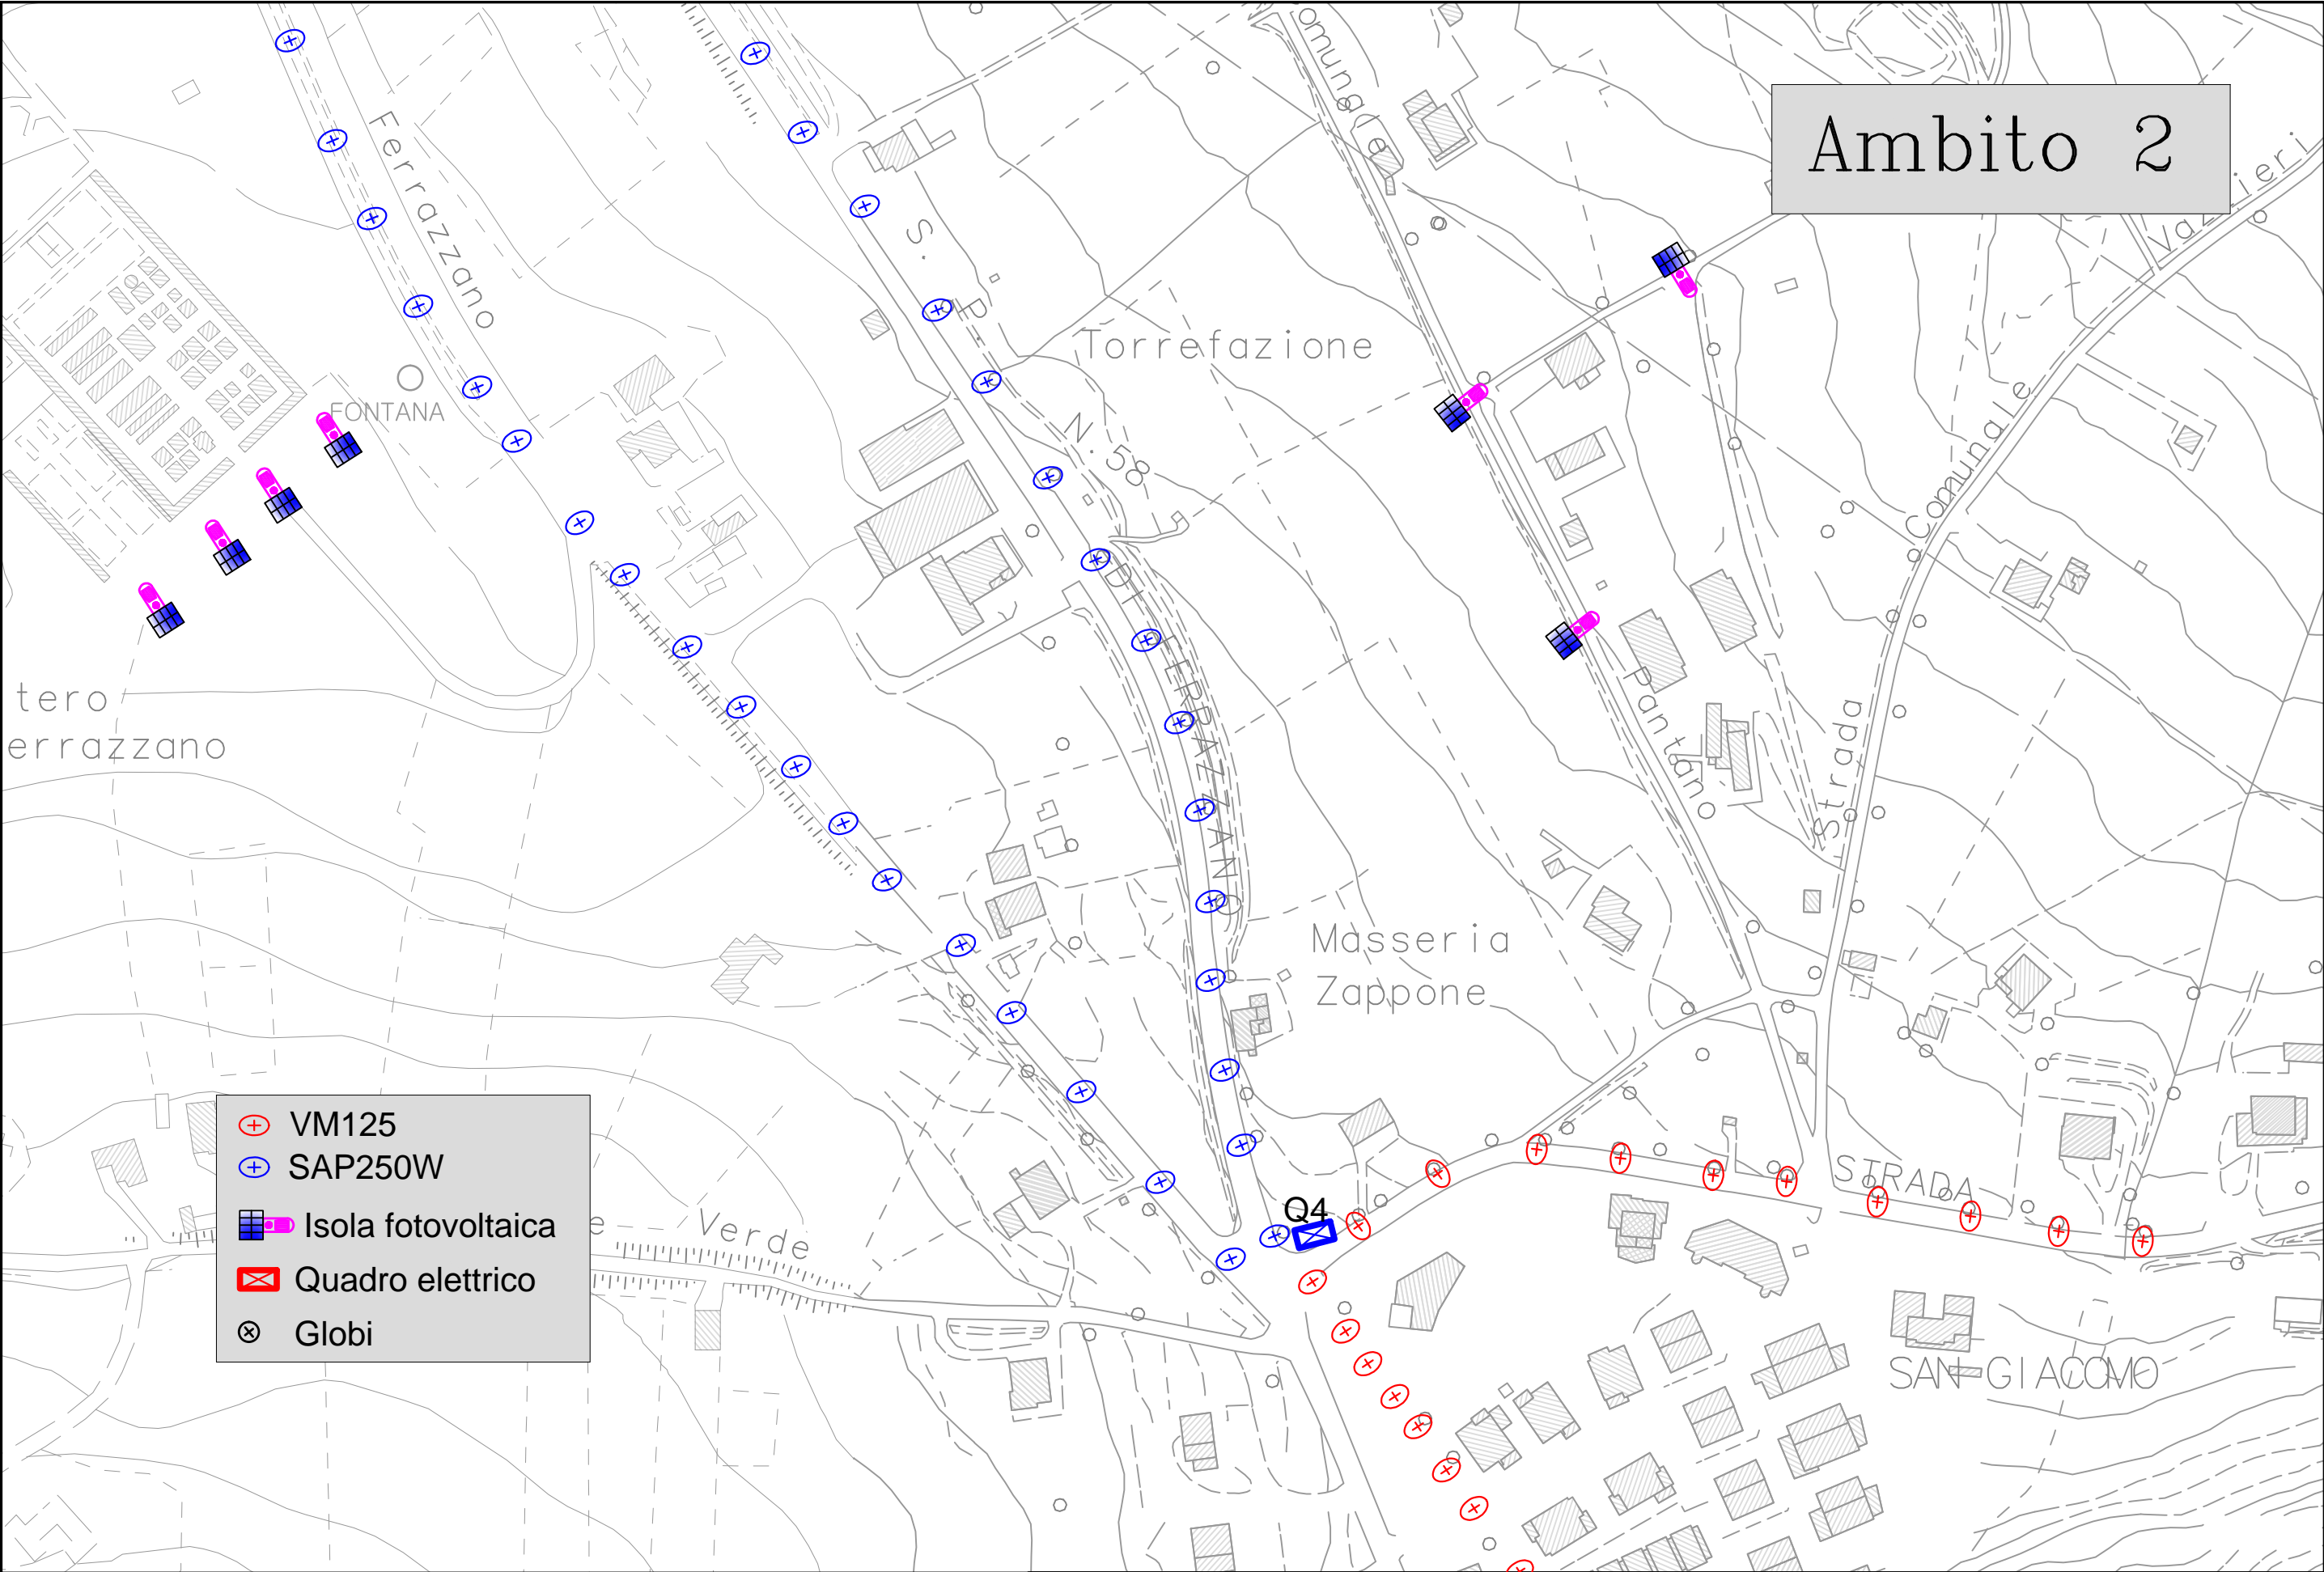 omunale
Ambito 2
Ferrazzano
Vazzieri
S. P.
Torrefazione
FONTANA
N. 58
Comunale
DI FERRAZZANO
tero
errazzano
Pantano
Strada
Masseria
Zappone
VM125
SAP250W
Isola fotovoltaica
Quadro elettrico
Globi
e Verde
Q4
STRADA
SAN GIACOMO